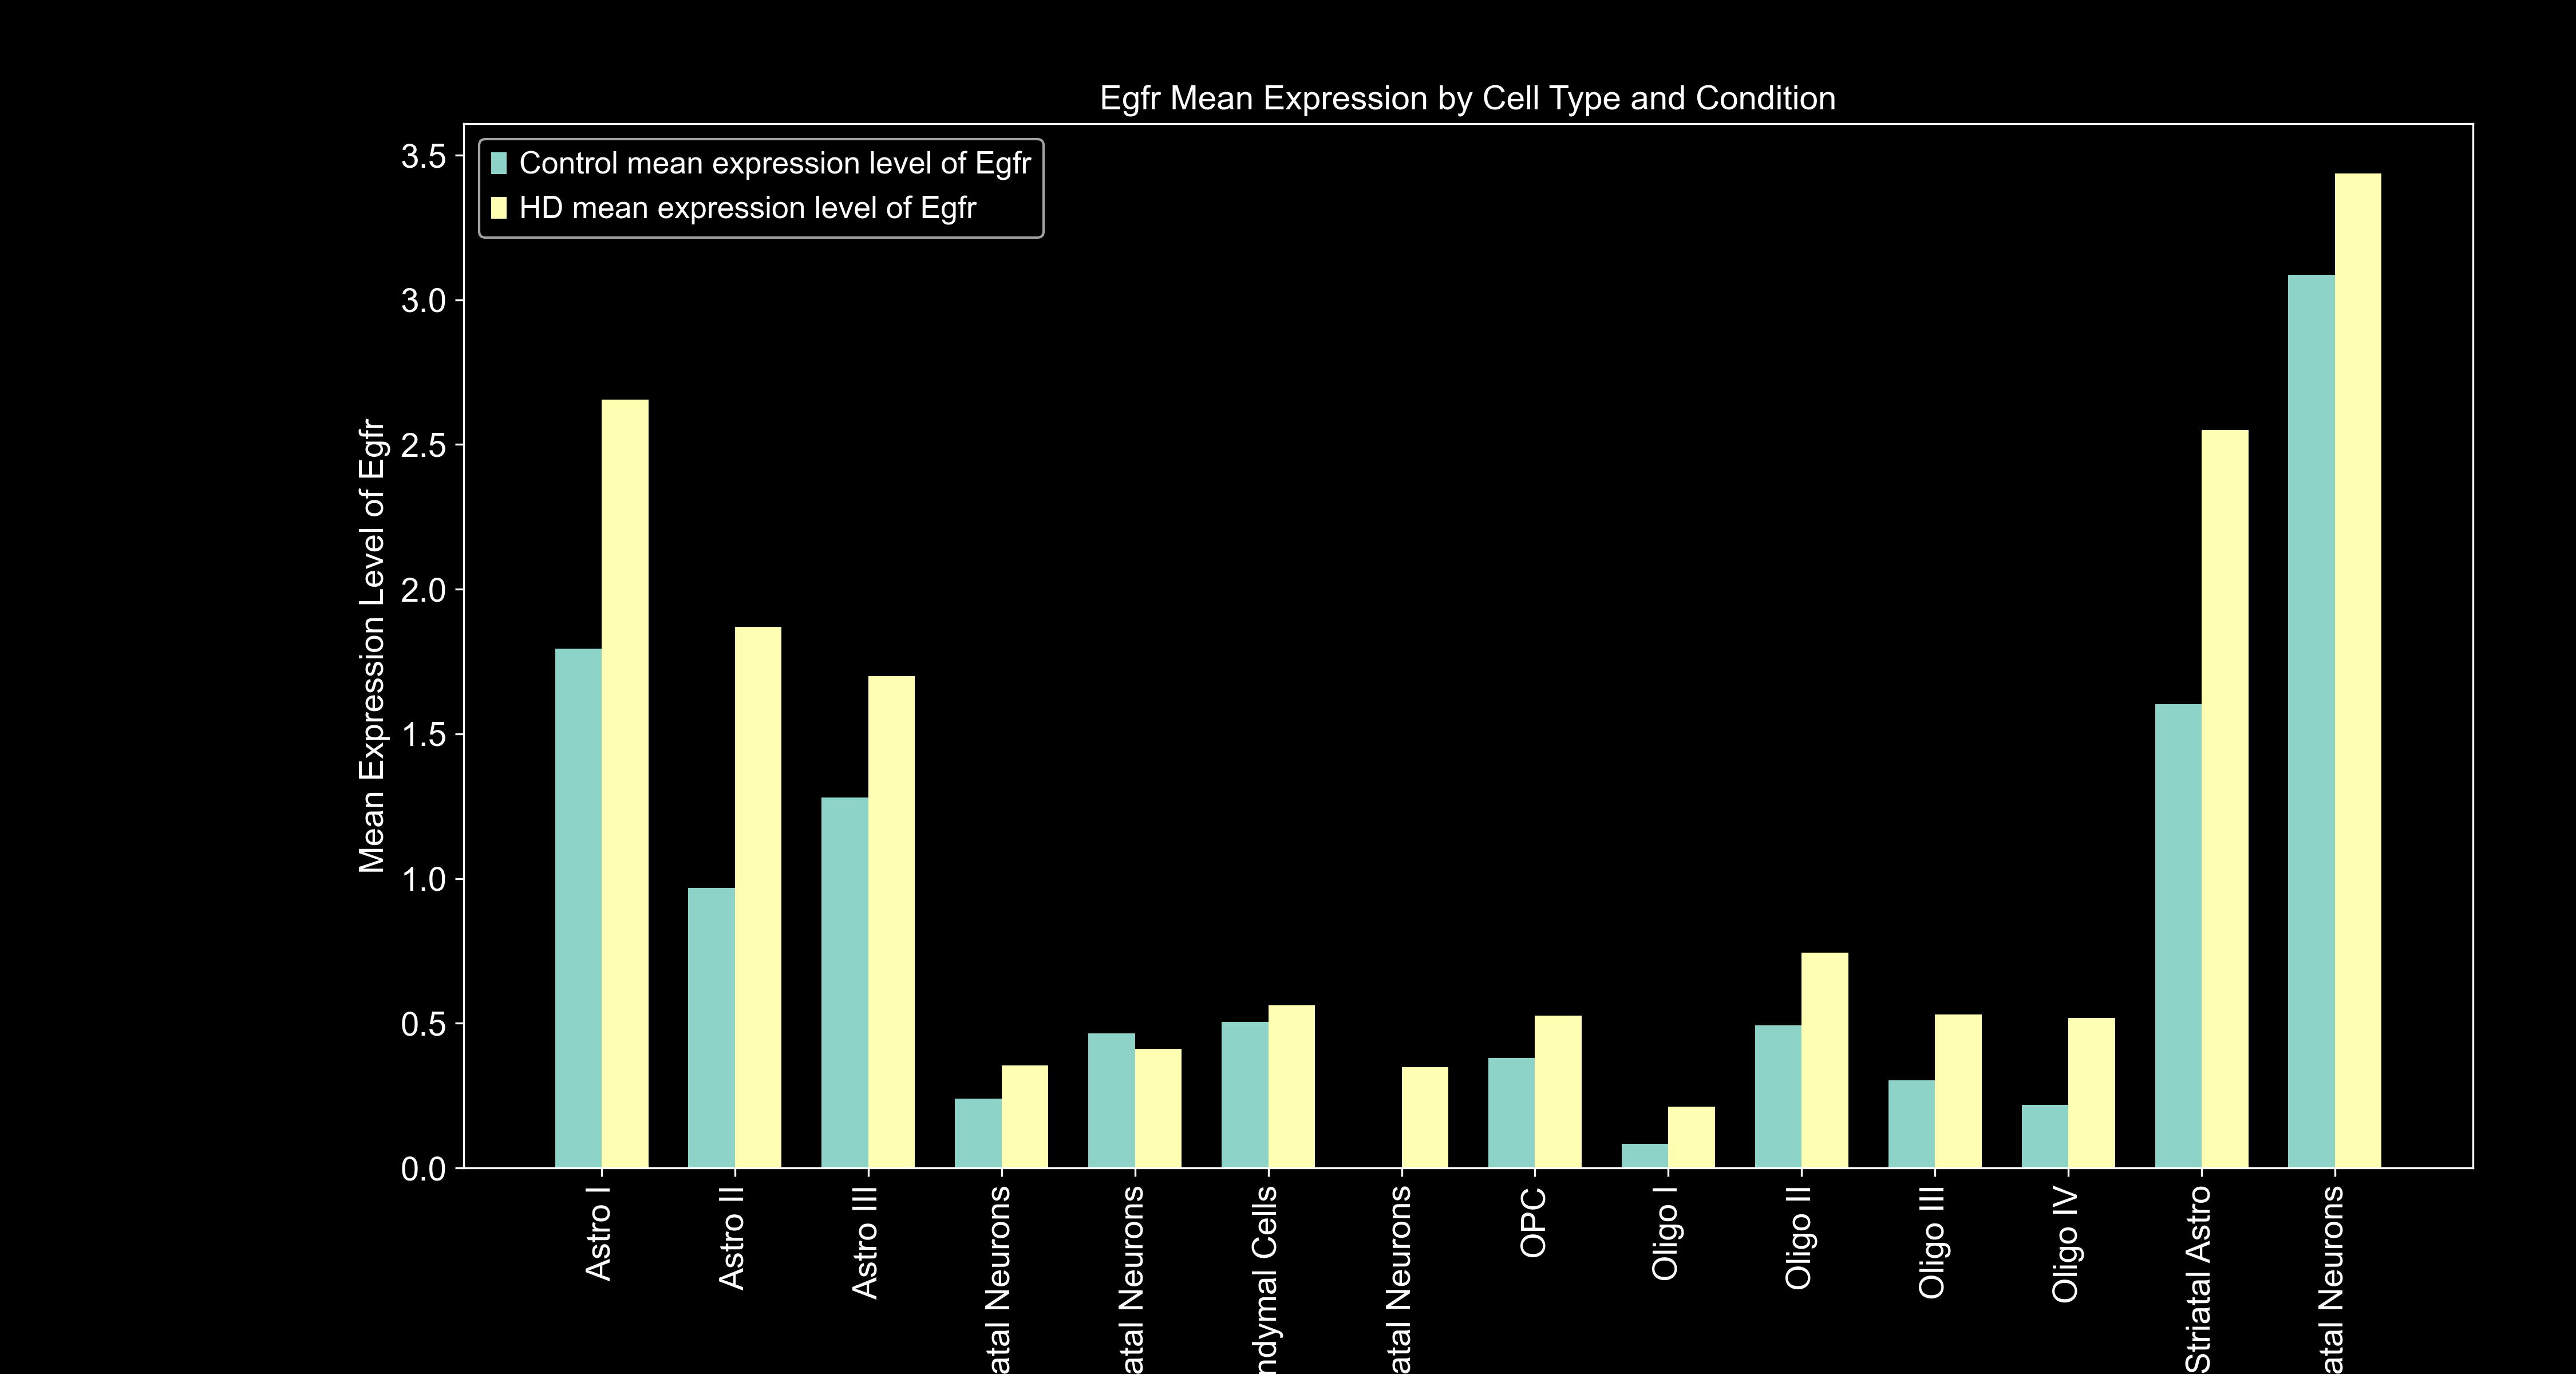 Egfr Mean Expression by Cell Type and Condition
Control mean expression level of Egfr
HD mean expression level of Egfr
Mean Expression Level of Egfr
3.5
3.0
2.5
2.0
1.5
1.0
0.5
0.0
Astro I
Astro II
Astro III
atal Neurons
atal Neurons
ndymal Cells
atal Neurons
OPC
Oligo I
Oligo II
Oligo III
Oligo IV
Striatal Astro
atal Neurons